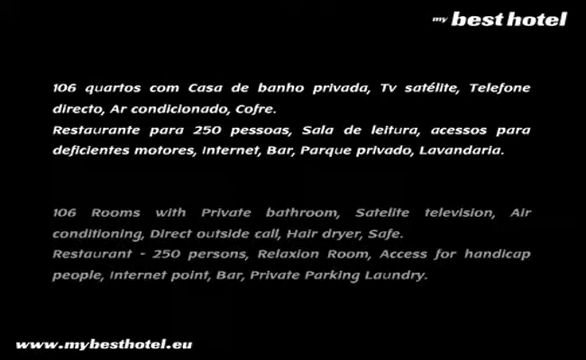 my best hotel
106 quartos com Casa de banho privada, Tv satélite, Telefone
directo, Ar condicionado, Cofre.
Restaurante para 250 pessoas, Sala de leitura, acessos para
deficientes motores, Internet, Bar, Parque privado, Lavandaria.
106 Rooms with Private bathroom, Satelite television, Air
conditioning, Direct outside call, Hair dryer, Safe.
Restaurant - 250 persons, Relaxion Room, Access for handicap
people, Internet point, Bar, Private Parking Laundry.
www.mybesthotel.eu